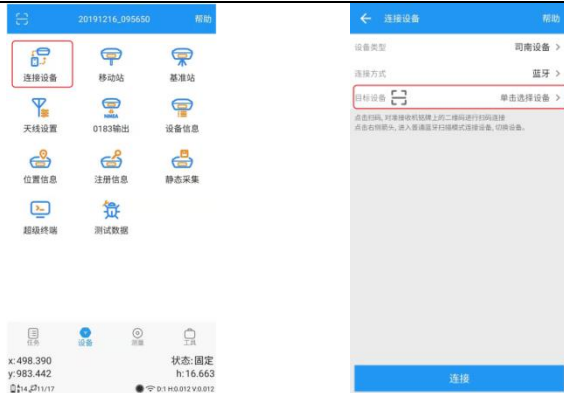 20191216_095650 帮助
连接设备 移动站 基准站
天线设置 0183输出 设备信息
位置信息 注册信息 静态采集
超级终端 测试数据
任务 设备 测量 工具
x:498.390 状态:固定
y:983.442 h:16.663
14 11/17 D:1 H:0.012 V:0.012
连接设备 帮助
设备类型 司南设备 >
连接方式 蓝牙 >
目标设备 单击选择设备 >
点击扫码, 对准接收机铭牌上的二维码进行扫码连接
点击右侧箭头, 进入普通蓝牙扫描模式连接设备, 切换设备。
连接